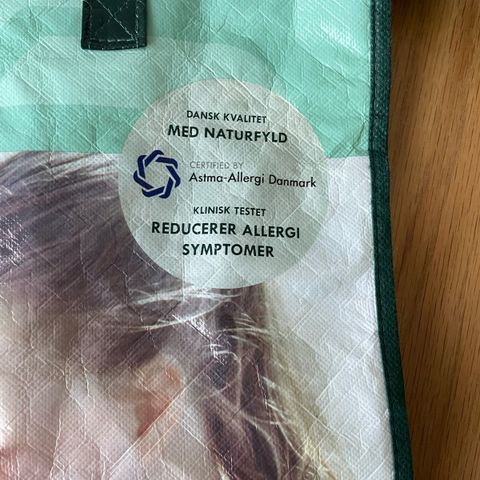 DANSK KVALITET
MED NATURFYLD
CERTIFIED BY
Astma-Allergi Danmark
KLINISK TESTET
REDUCERER ALLERGI
SYMPTOMER